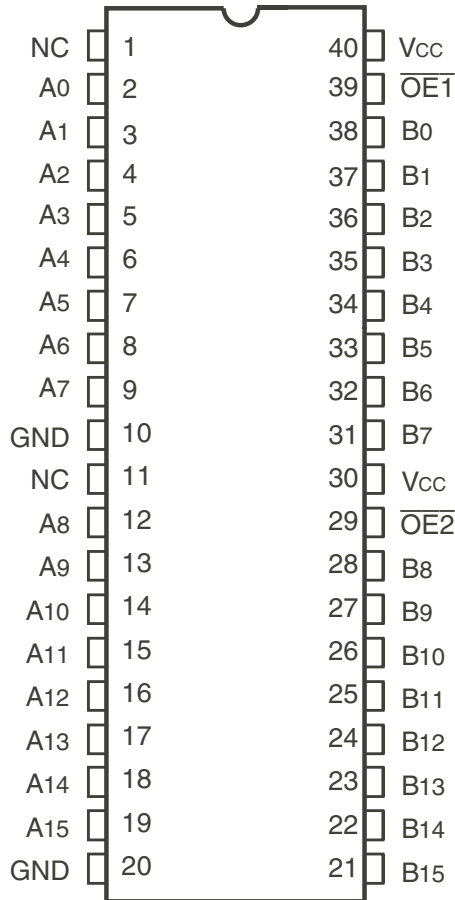 NC 1 40 Vcc
A0 2 39 OE1
A1 3 38 B0
A2 4 37 B1
A3 5 36 B2
A4 6 35 B3
A5 7 34 B4
A6 8 33 B5
A7 9 32 B6
GND 10 31 B7
NC 11 30 Vcc
A8 12 29 OE2
A9 13 28 B8
A10 14 27 B9
A11 15 26 B10
A12 16 25 B11
A13 17 24 B12
A14 18 23 B13
A15 19 22 B14
GND 20 21 B15